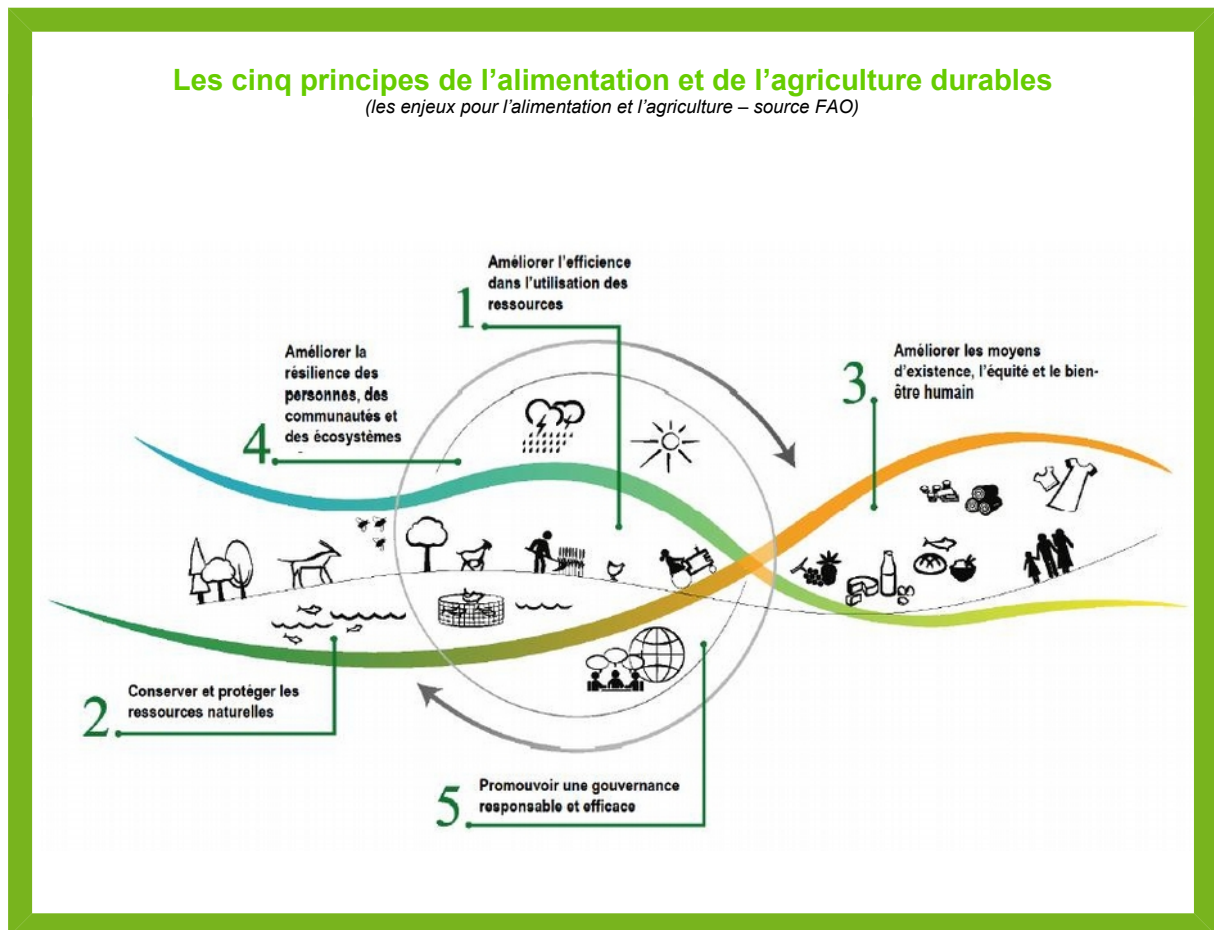 Les cinq principes de l’alimentation et de l’agriculture durables
(les enjeux pour l’alimentation et l’agriculture – source FAO)
1
Améliorer l’efficience
dans l’utilisation des
ressources
4
Améliorer la
résilience des
personnes, des
communautés et
des écosystèmes
3
Améliorer les moyens
d’existence, l’équité et le bien-
être humain
2
Conserver et protéger les
ressources naturelles
5
Promouvoir une gouvernance
responsable et efficace